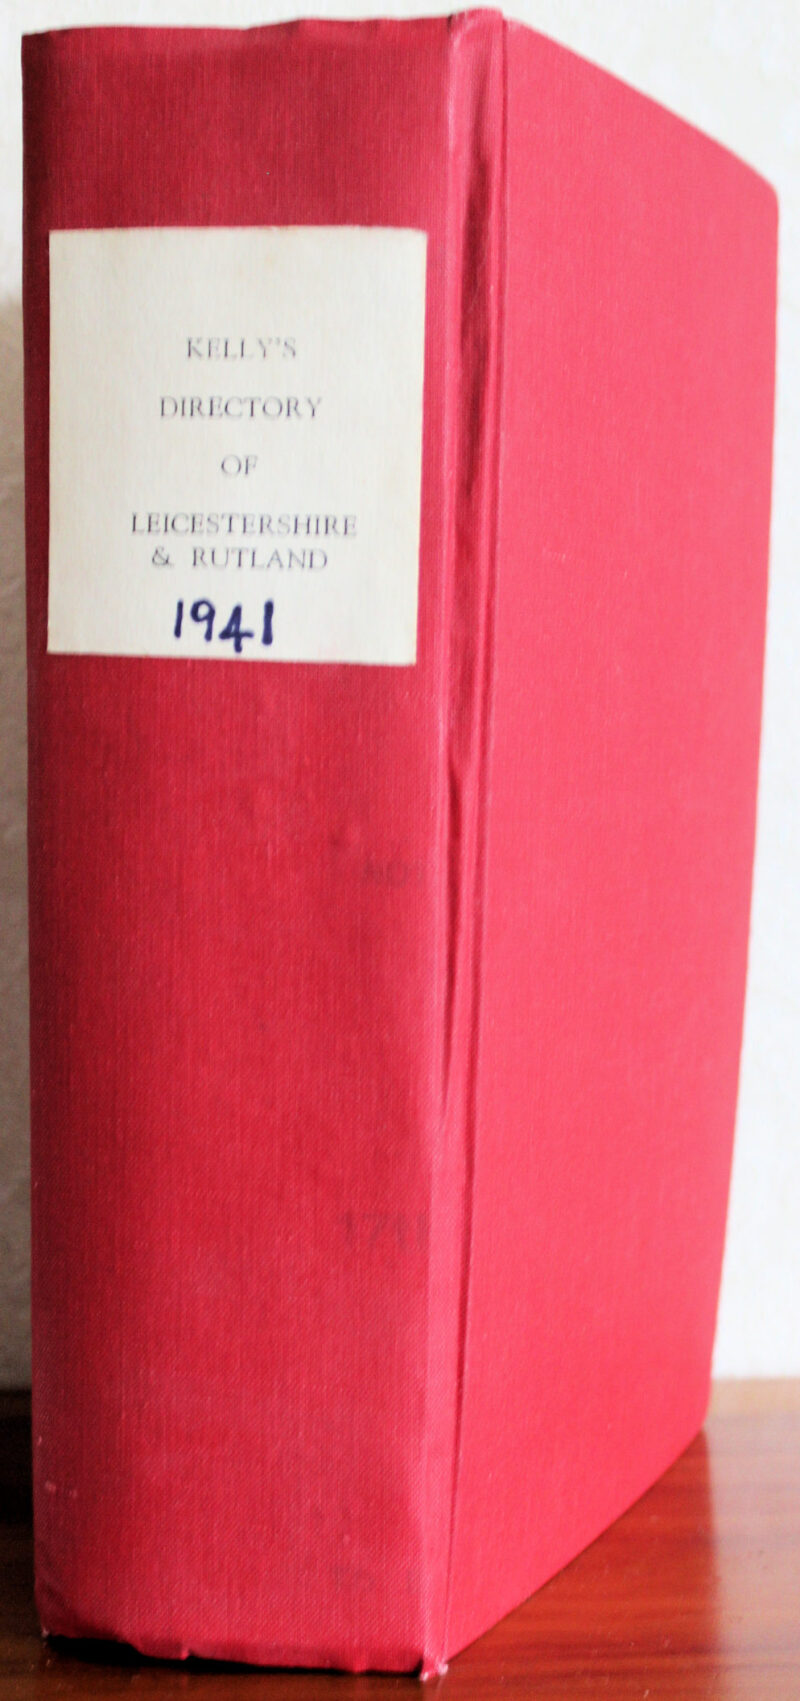 KELLY'S
DIRECTORY
OF
LEICESTERSHIRE
& RUTLAND
1941